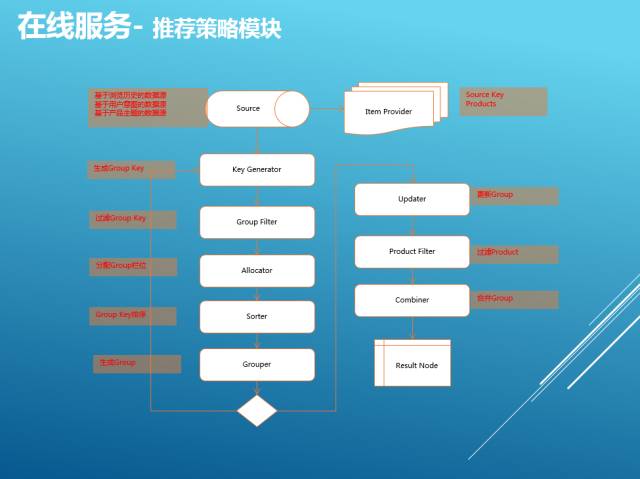 在线服务- 推荐策略模块
基于浏览历史的数据源
基于用户意图的数据源
基于产品主题的数据源
Source
Item Provider
Source Key
Products
生成Group Key
Key Generator
Updater
更新Group
过滤Group Key
Group Filter
Product Filter
过滤Product
分配Group栏位
Allocator
Combiner
合并Group
Group Key排序
Sorter
生成Group
Grouper
Result Node